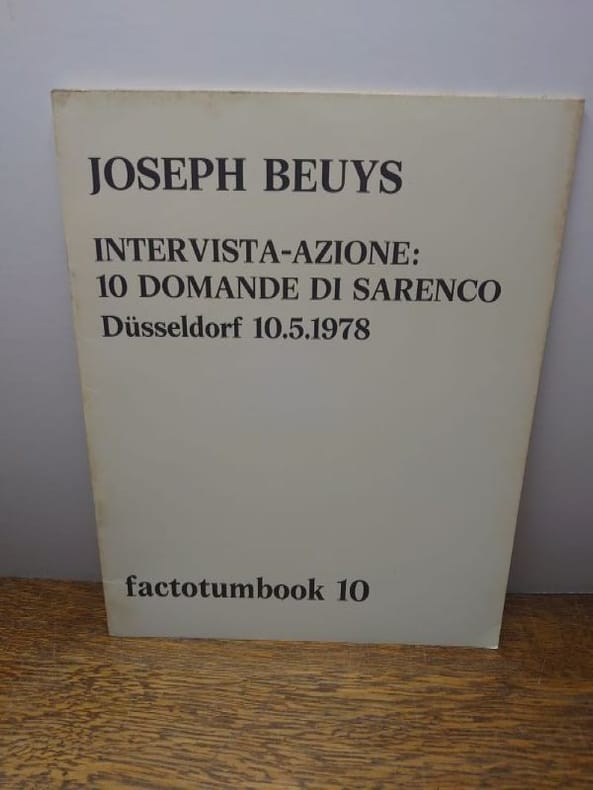 JOSEPH BEUYS
INTERVISTA-AZIONE:
10 DOMANDE DI SARENCO
Düsseldorf 10.5.1978
factotumbook 10